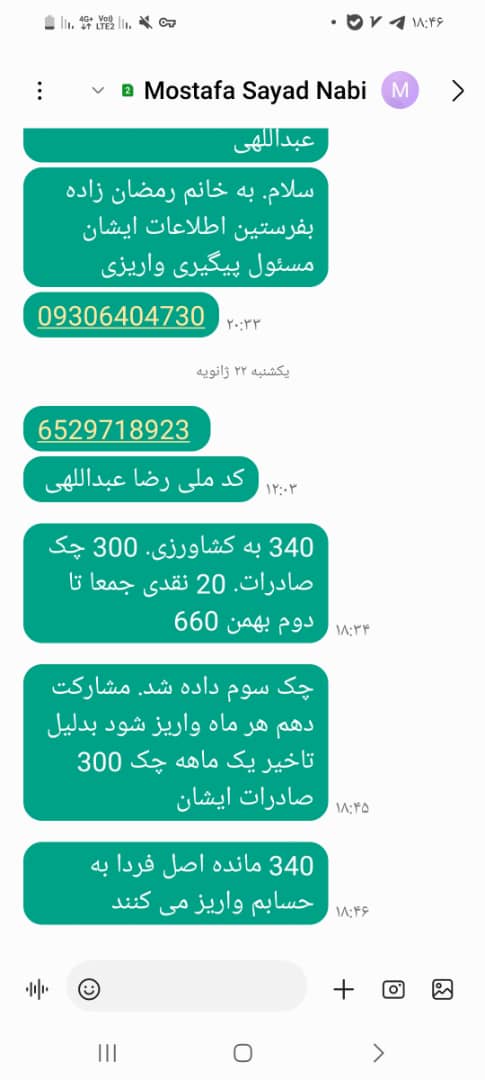 ۱۸:۴۶
4G+
Vo))
LTE2
2 Mostafa Sayad Nabi
M
عبداللهی
سلام. به خانم رمضان زاده
بفرستین اطلاعات ایشان
مسئول پیگیری واریزی
09306404730
۲۰:۳۳
یکشنبه ۲۲ ژانویه
6529718923
کد ملی رضا عبداللهی
۱۲:۰۳
340 به کشاورزی. 300 چک
صادرات. 20 نقدی جمعا تا
دوم بهمن 660
۱۸:۳۴
چک سوم داده شد. مشارکت
دهم هر ماه واریز شود بدلیل
تاخیر یک ماهه چک 300
صادرات ایشان
۱۸:۴۵
340 مانده اصل فردا به
حسابم واریز می کنند
۱۸:۴۶